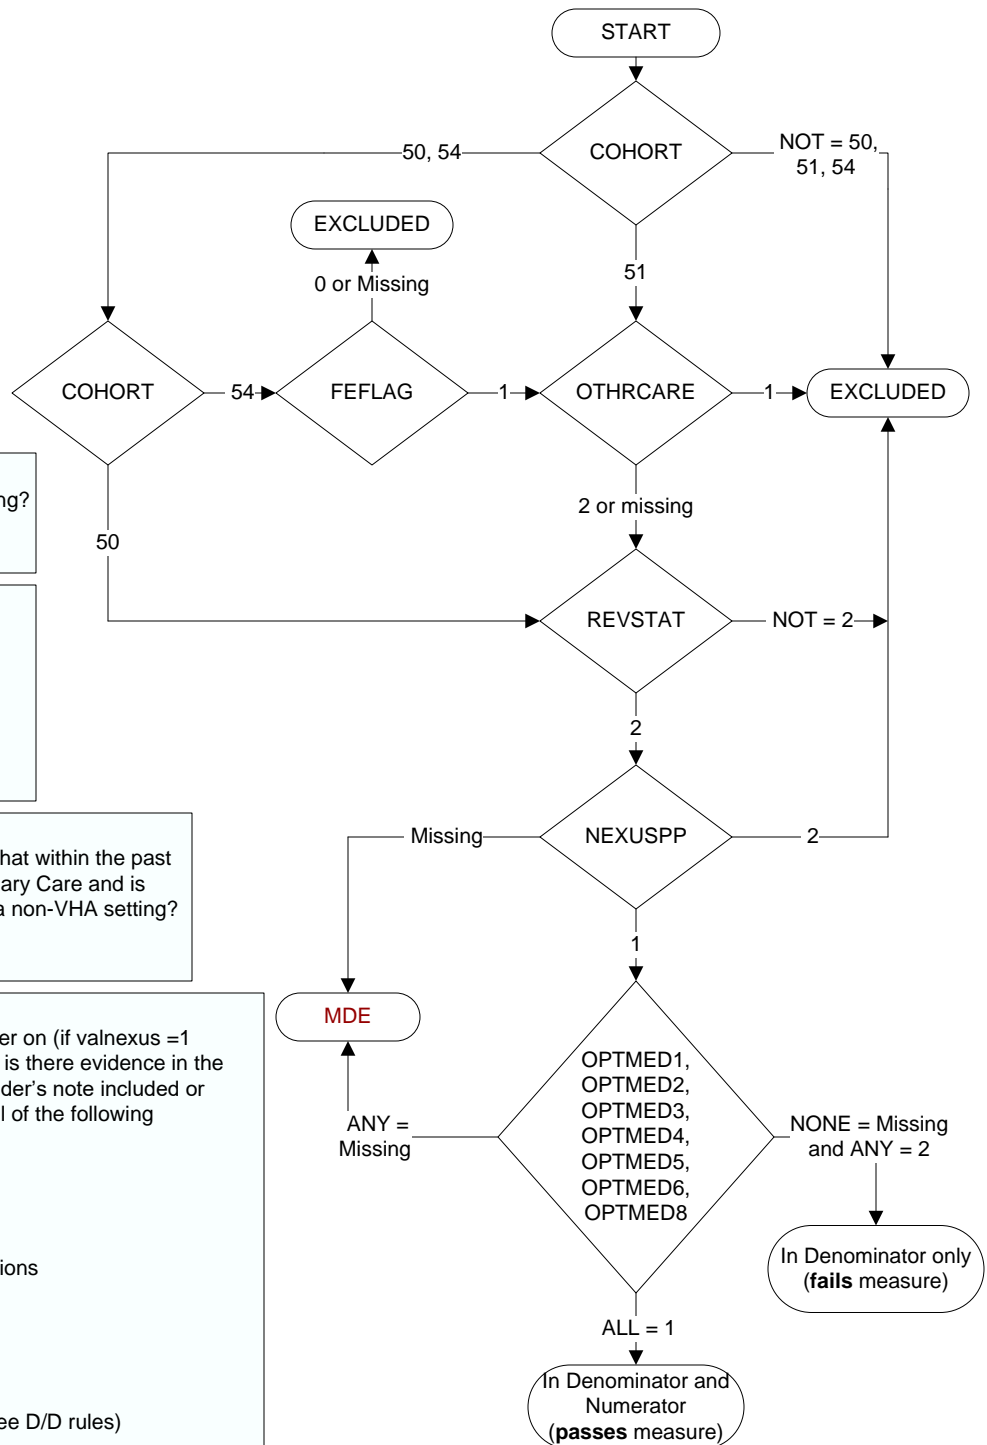 START
COHORT
50, 54
NOT = 50,
51, 54
EXCLUDED
0 or Missing
51
COHORT
54
FEFLAG
1
OTHRCARE
1
EXCLUDED
ng?
50
2 or missing
REVSTAT
NOT = 2
2
Missing
NEXUSPP
2
hat within the past
ary Care and is
a non-VHA setting?
1
MDE
er on (if valnexus =1
is there evidence in the
der's note included or
l of the following
ions
ee D/D rules)
ANY =
Missing
OPTMED1,
OPTMED2,
OPTMED3,
OPTMED4,
OPTMED5,
OPTMED6,
OPTMED8
NONE = Missing
and ANY = 2
In Denominator only
(fails measure)
ALL = 1
In Denominator and
Numerator
(passes measure)